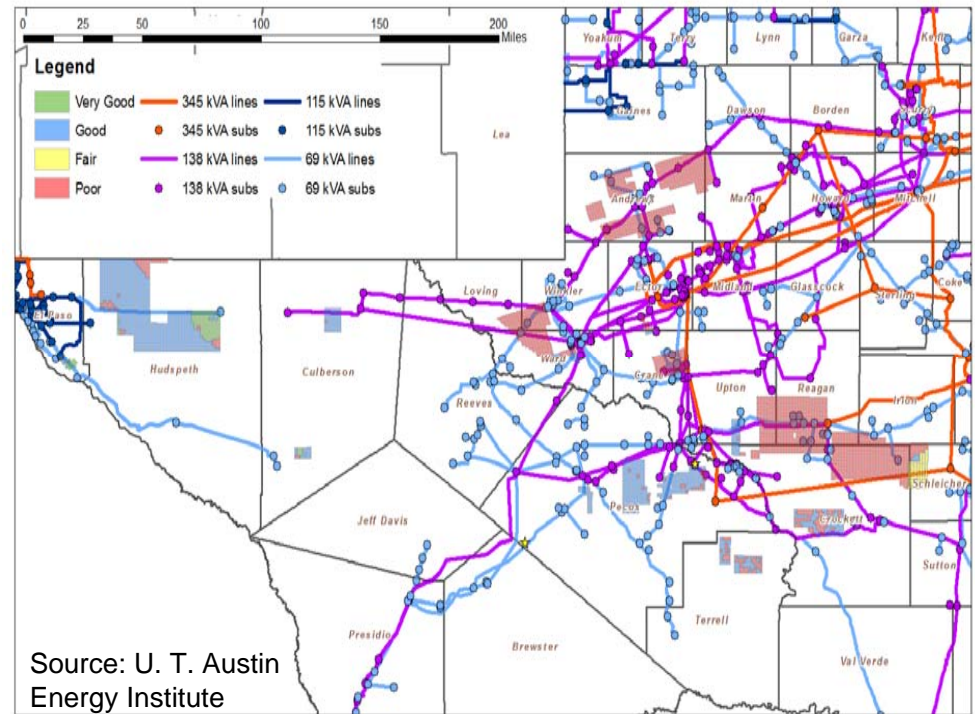 0 50 100 150 200
Miles
Legend
Very Good 345 kVA lines 115 kVA lines
Good 345 kVA subs 115 kVA subs
Fair 138 kVA lines 69 kVA lines
Poor 138 kVA subs 69 kVA subs
Yoakum Terry Lynn Garza Kent
Lea Gaines Dawson Borden Scurry
Andrews Martin Howard Mitchell
Loving Winkler Ector Midland Glasscock Sterling Coke
El Paso Hudspeth Culberson Ward Crane Upton Reagan Irion
Reeves
Jeff Davis Pecos Crockett Schleicher
Sutton
Presidio Brewster Terrell Val Verde
Source: U. T. Austin
Energy Institute